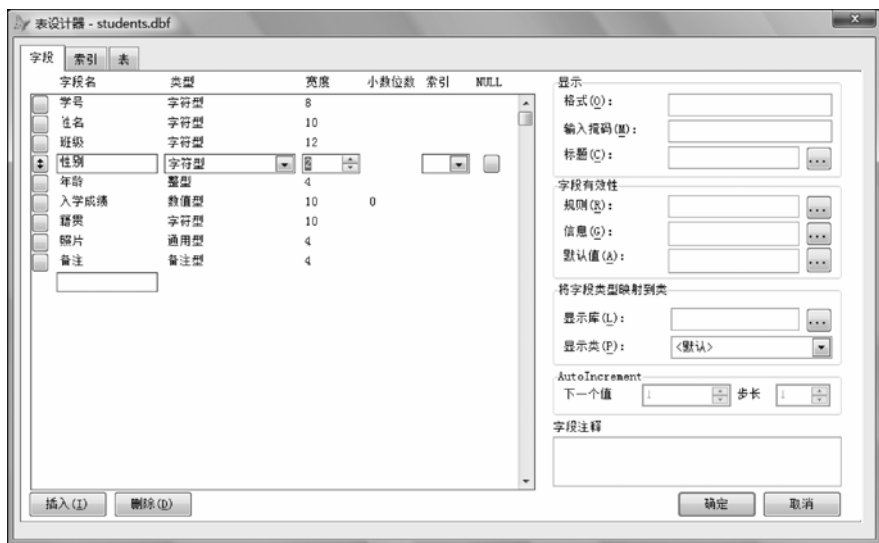 表设计器 - students.dbf
字段 索引 表
字段名 类型 宽度 小数位数 索引 NULL
学号 字符型 8
姓名 字符型 10
班级 字符型 12
性别 字符型 2
年龄 整型 4
入学成绩 数值型 10 0
籍贯 字符型 10
照片 通用型 4
备注 备注型 4
插入(I) 删除(D)
显示
格式(O):
输入掩码(M):
标题(C): ...
字段有效性
规则(R): ...
信息(G): ...
默认值(A): ...
将字段类型映射到类
显示库(L): ...
显示类(P): <默认>
AutoIncrement
下一个值 1 步长 1
字段注释
确定 取消